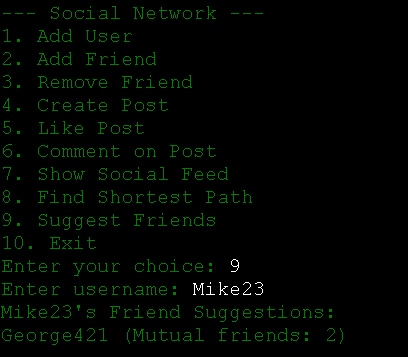 --- Social Network ---
1. Add User
2. Add Friend
3. Remove Friend
4. Create Post
5. Like Post
6. Comment on Post
7. Show Social Feed
8. Find Shortest Path
9. Suggest Friends
10. Exit
Enter your choice: 9
Enter username: Mike23
Mike23's Friend Suggestions:
George421 (Mutual friends: 2)